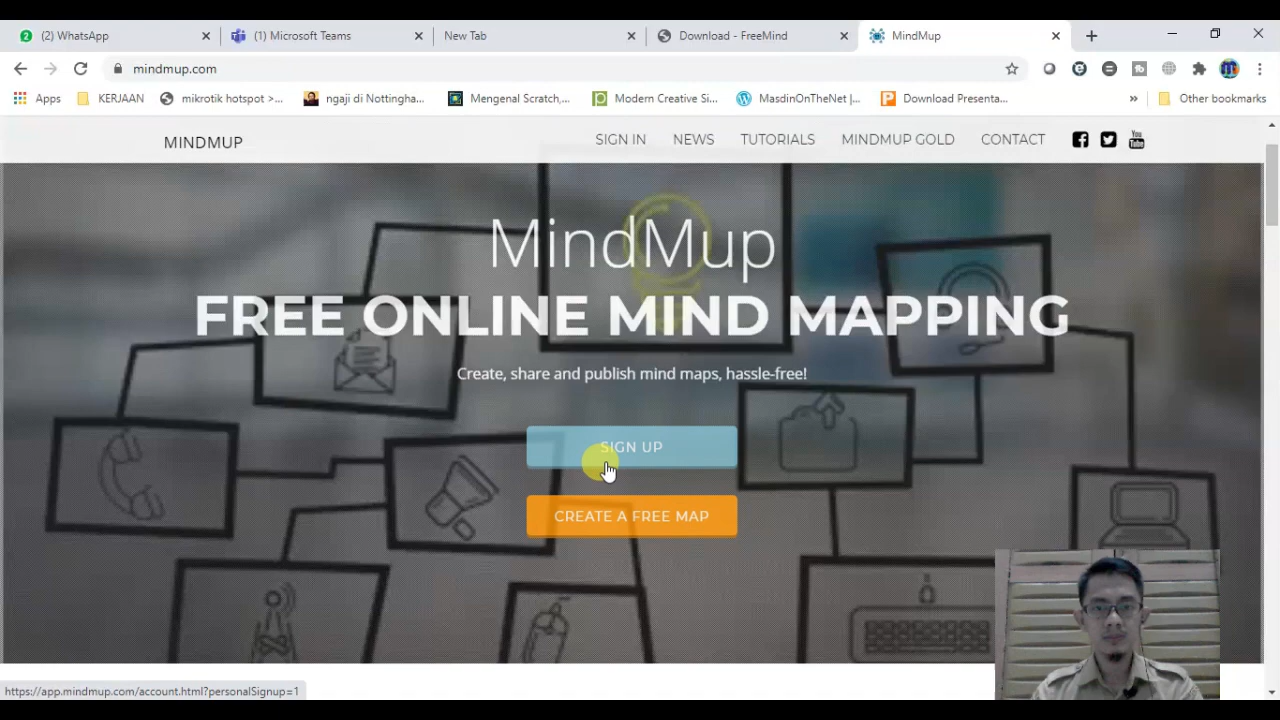 2 (2) WhatsApp
(1) Microsoft Teams
New Tab
Download - FreeMind
MindMup
mindmup.com
Apps
KERJAAN
mikrotik hotspot >...
ngaji di Nottingha...
Mengenal Scratch,...
Modern Creative Si...
MasdinOnTheNet |...
Download Presenta...
»
Other bookmarks
MINDMUP
SIGN IN
NEWS
TUTORIALS
MINDMUP GOLD
CONTACT
You Tube
MindMup
FREE ONLINE MIND MAPPING
Create, share and publish mind maps, hassle-free!
SIGN UP
CREATE A FREE MAP
https://app.mindmup.com/account.html?personalSignup=1